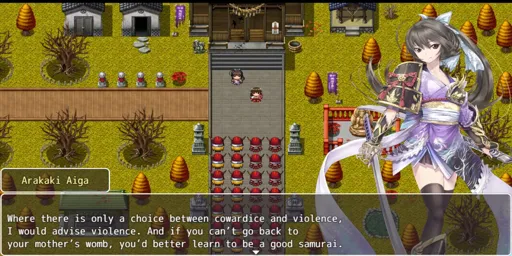 Arakaki Aiga
Where there is only a choice between cowardice and violence,
I would advise violence. And if you can't go back to
your mother's womb, you'd better learn to be a good samurai.